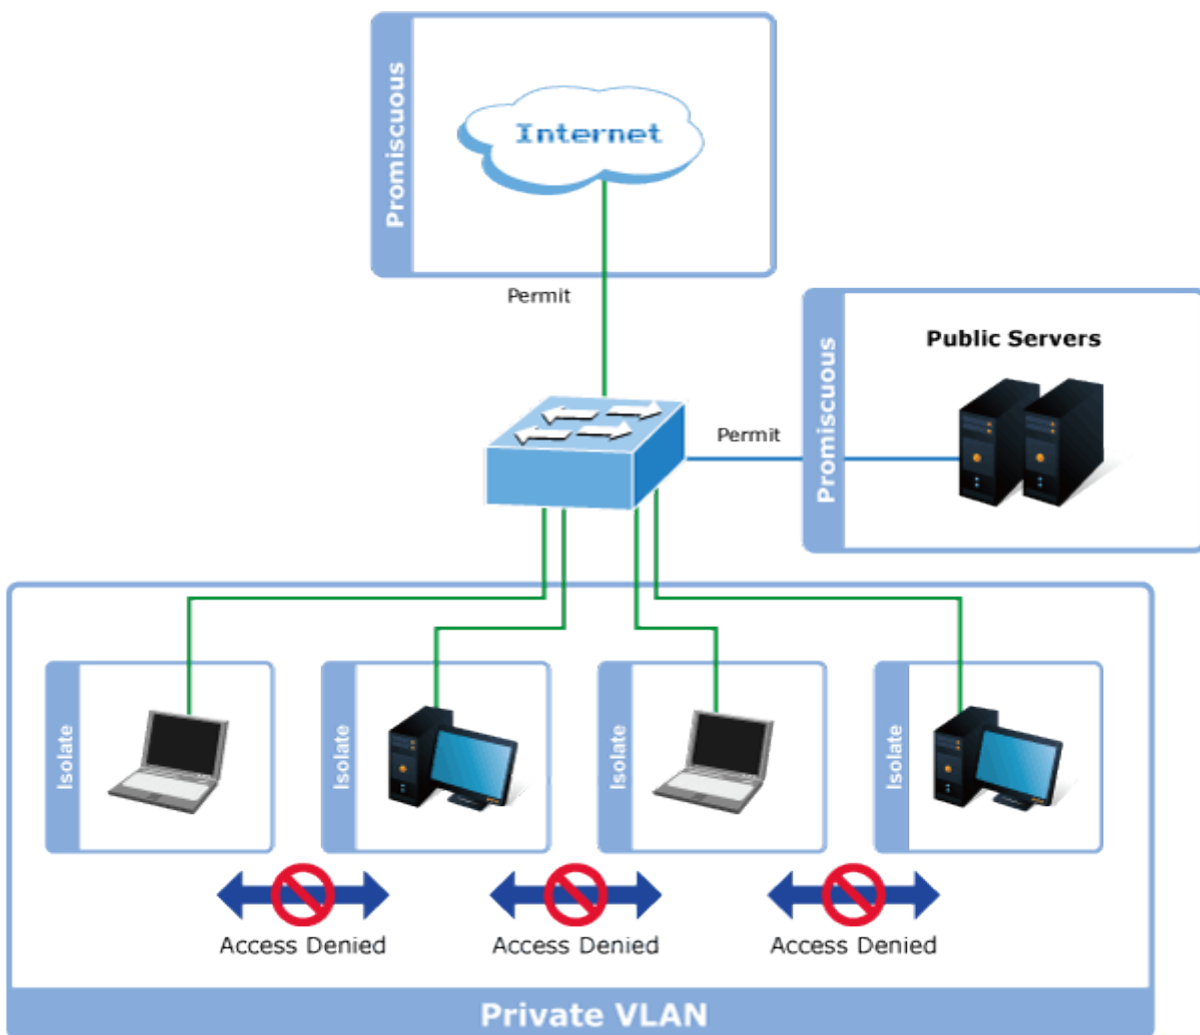 Promiscuous
Internet
Permit
Promiscuous
Public Servers
Permit
Isolate
Isolate
Isolate
Isolate
Access Denied
Access Denied
Access Denied
Private VLAN